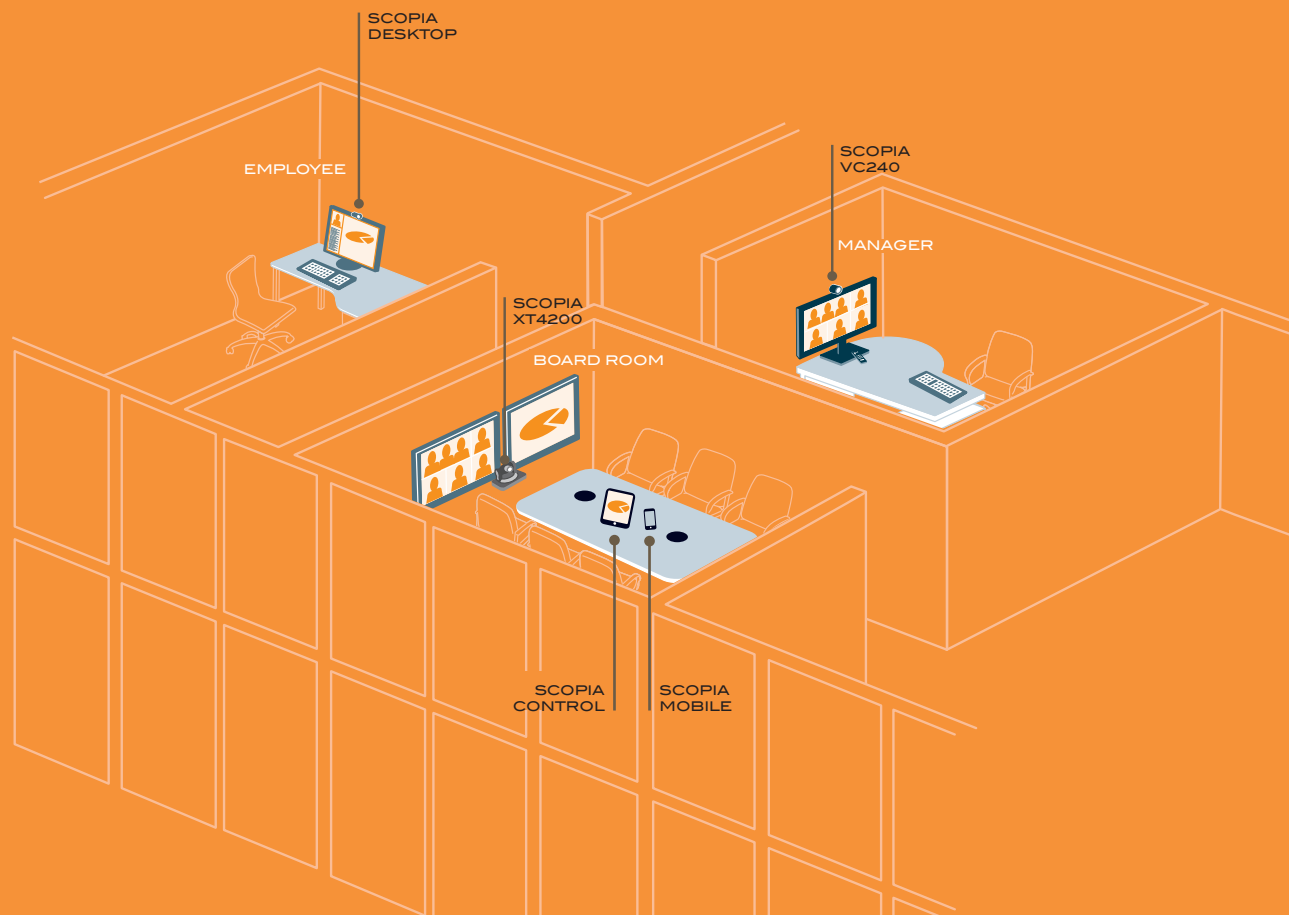 SCOPIA
DESKTOP
EMPLOYEE
SCOPIA
VC240
MANAGER
SCOPIA
XT4200
BOARD ROOM
SCOPIA
CONTROL
SCOPIA
MOBILE